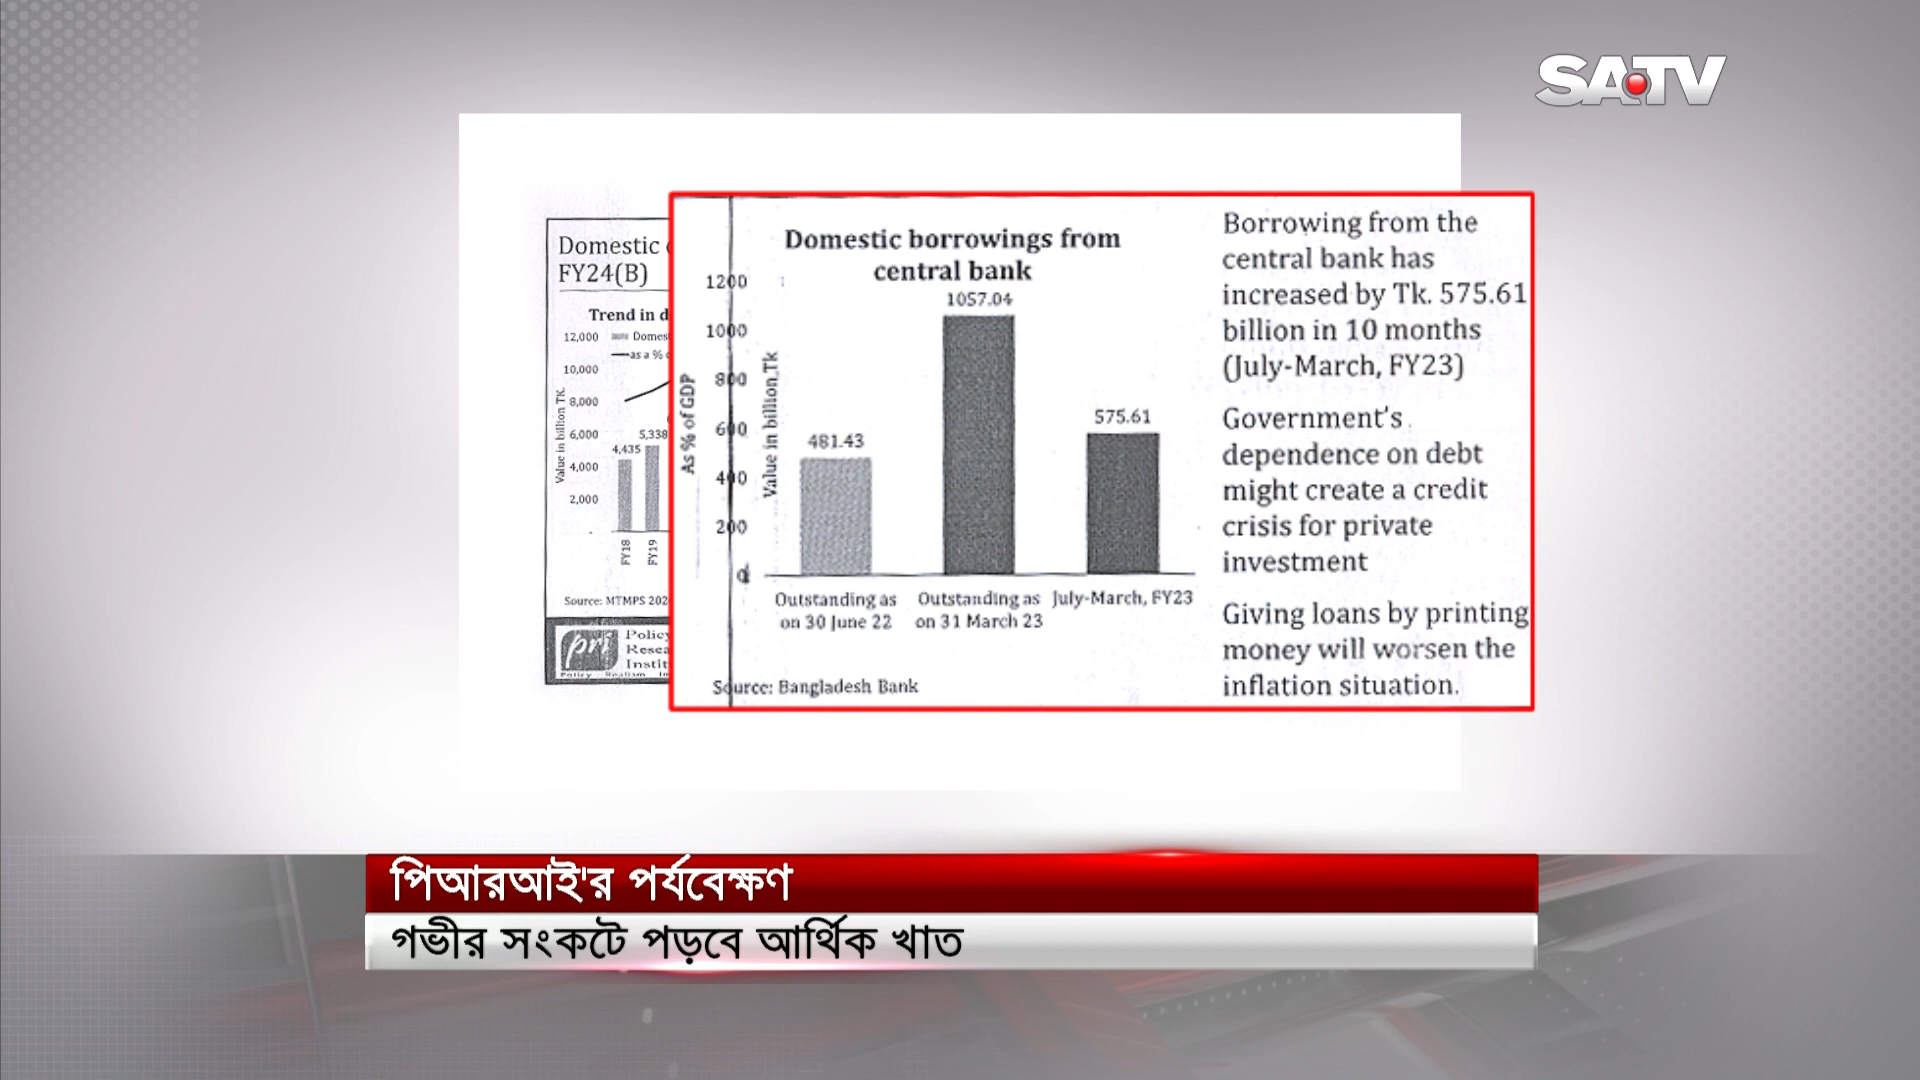 SATV
Domestic
FY24(B)
Trend in
12,000
10,000
8,000
6,000
4,000
2,000
-
Value in billion TK.
as a %
4,435
5,338
FY18
FY19
Source: MTMPS
pri
Domestic borrowings from
central bank
1200
1000
800
600
400
200
0
As % of GDP
Value in billion Tk
481.43
1057.04
575.61
Outstanding as
on 30 June 22
Outstanding as
on 31 March 23
July-March, FY23
Source: Bangladesh Bank
Borrowing from the
central bank has
increased by Tk. 575.61
billion in 10 months
(July-March, FY23)
Government's
dependence on debt
might create a credit
crisis for private
investment
Giving loans by printing
money will worsen the
inflation situation.
পিআরআই'র পর্যবেক্ষণ
গভীর সংকটে পড়বে আর্থিক খাত